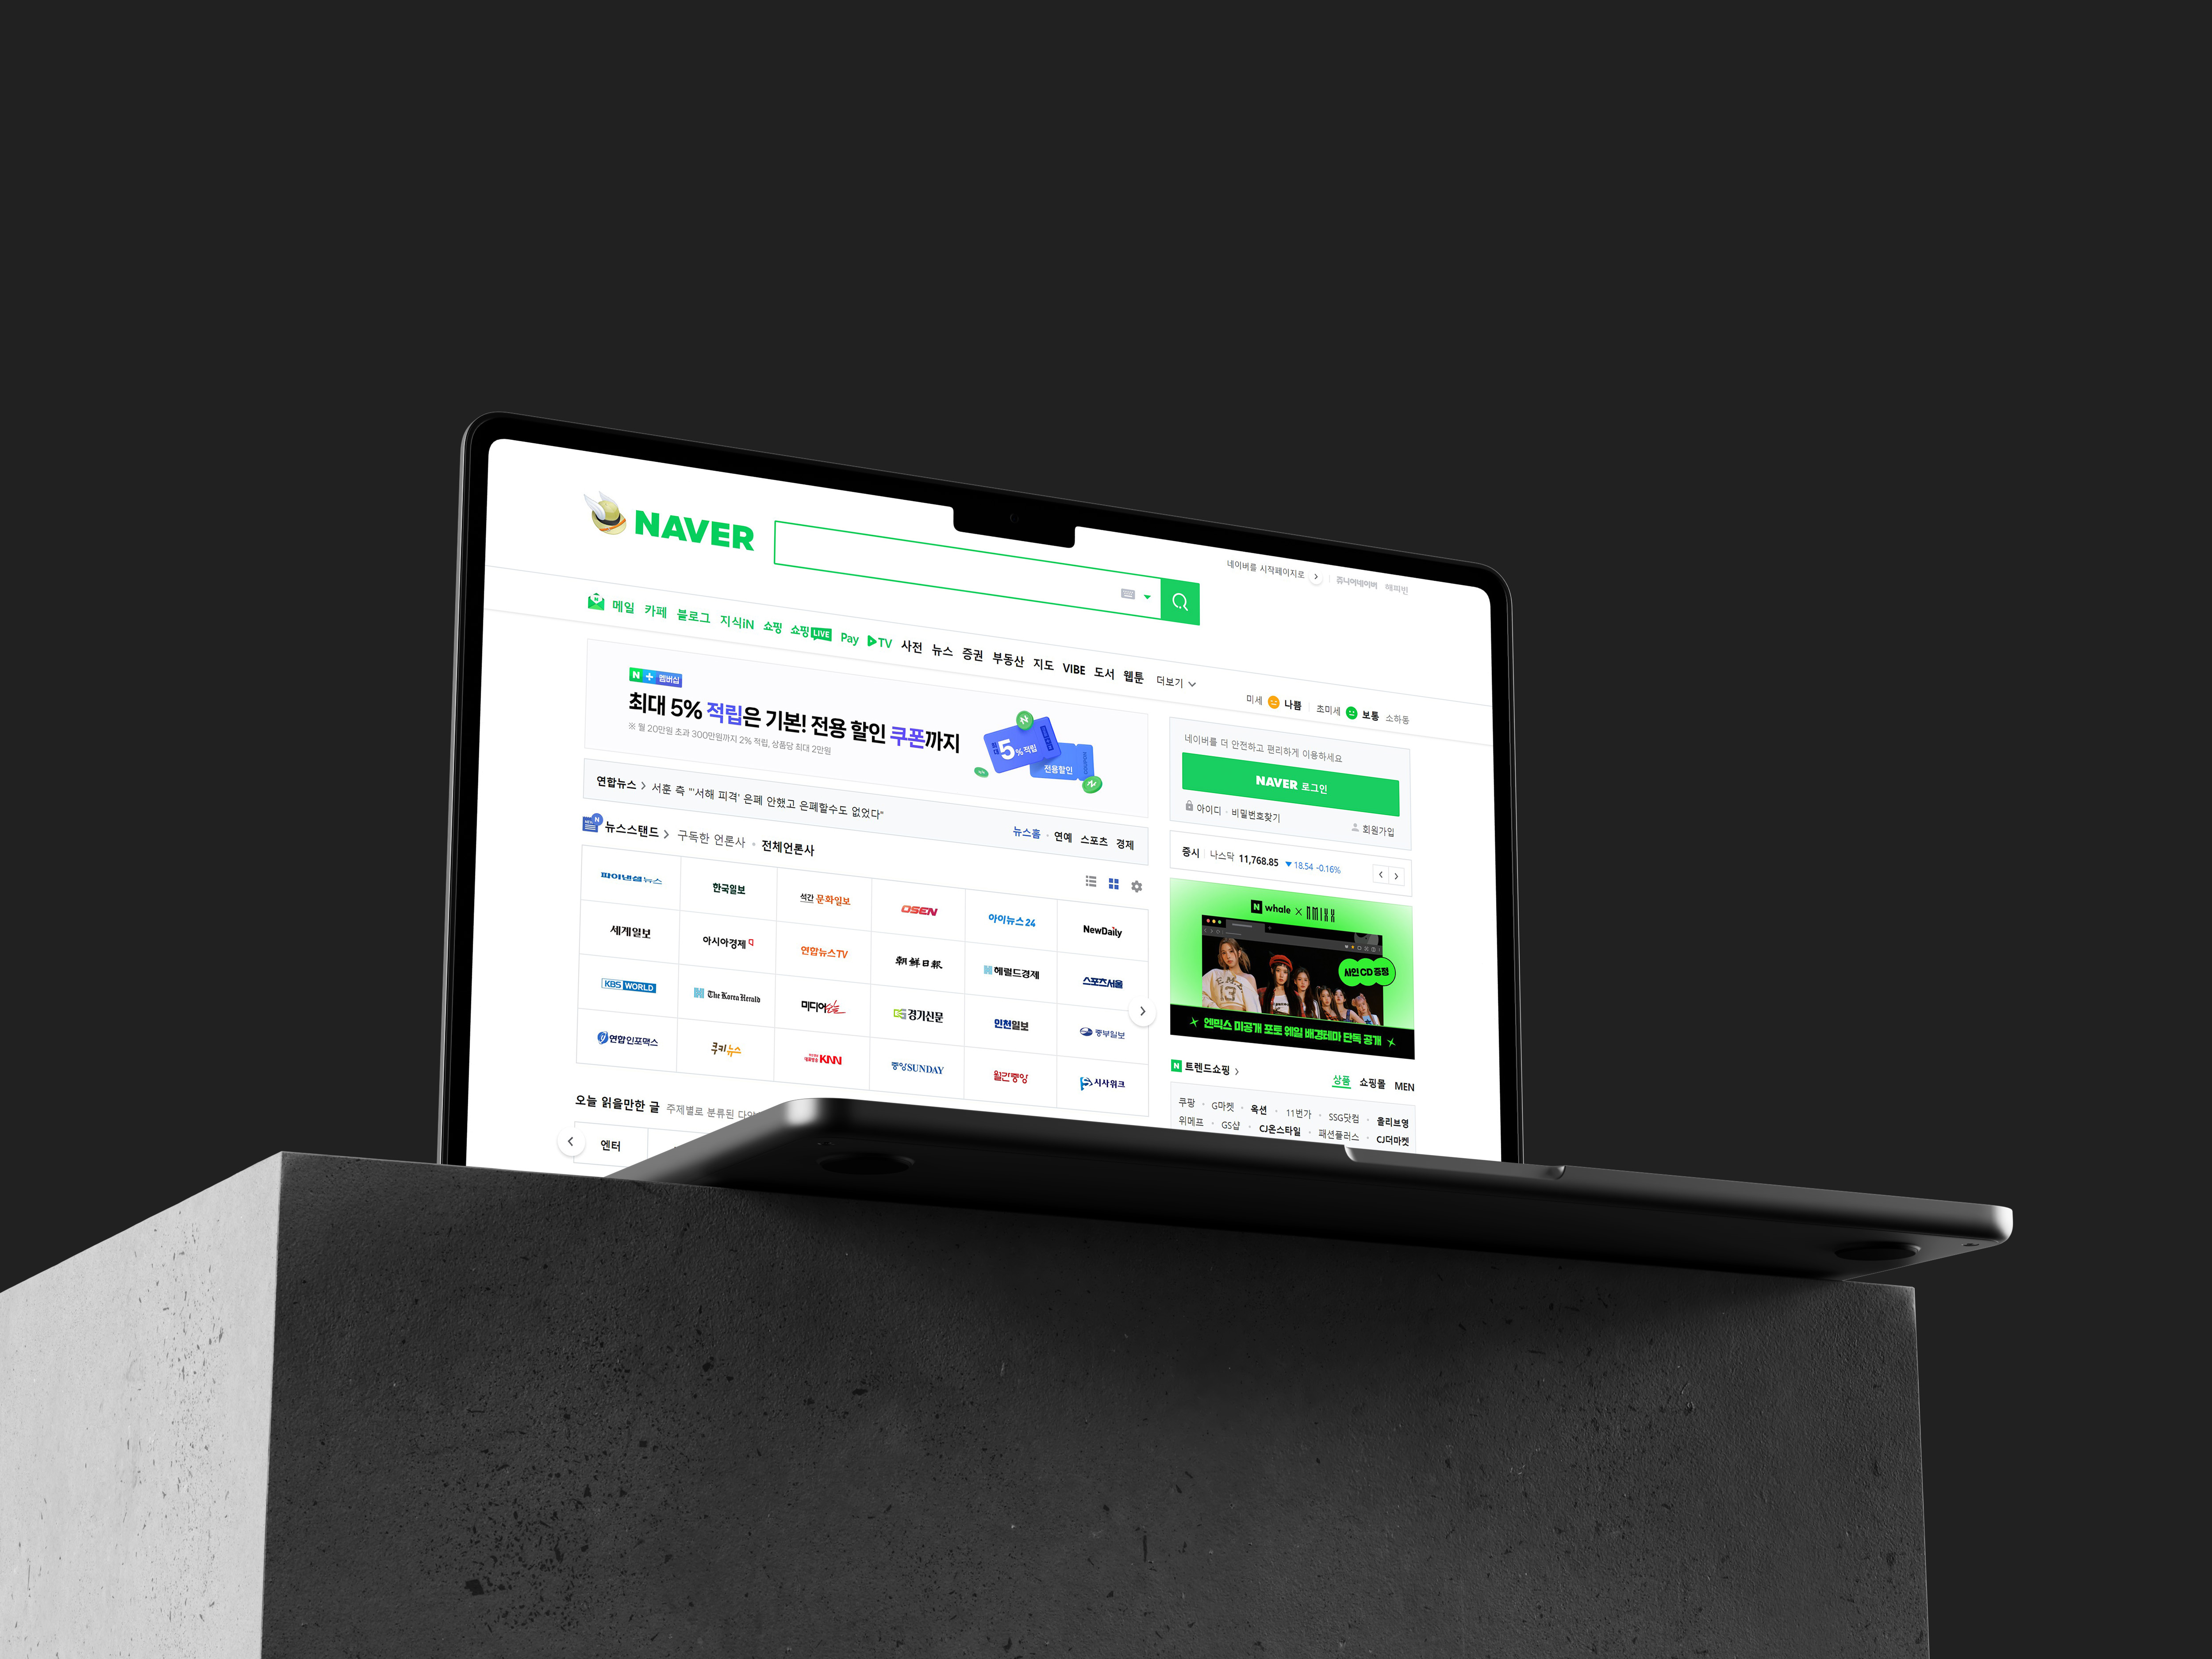 NAVER
네이버를 시작페이지로 쥬니어네이버 해피빈
메일 카페 블로그 지식iN 쇼핑 쇼핑LIVE Pay TV 사전 뉴스 증권 부동산 지도 VIBE 도서 웹툰 더보기
미세 나쁨 초미세 보통 소하동
N+ 멤버십
최대 5% 적립은 기본! 전용 할인 쿠폰까지
※ 월 20만원 초과 300만원까지 2% 적립, 상품당 최대 2만원
최대 5% 적립
전용할인
COUPON
네이버를 더 안전하고 편리하게 이용하세요
NAVER 로그인
아이디 · 비밀번호찾기 회원가입
연합뉴스 > 서훈 측 "'서해 피격' 은폐 안했고 은폐할수도 없었다"
뉴스홈 · 연예 스포츠 경제
증시 나스닥 11,768.85 ▼ 18.54 -0.16%
뉴스스탠드 > 구독한 언론사 · 전체언론사
파이낸셜뉴스 한국일보 석간 문화일보 OSEN 아이뉴스24 NewDaily
세계일보 아시아경제 연합뉴스TV 朝鮮日報 헤럴드경제 스포츠서울
KBS WORLD The Korea Herald 미디어오늘 경기신문 인천일보 중부일보
연합인포맥스 쿠키뉴스 KNN 중앙SUNDAY 월간중앙 시사위크
N whale × NMIXX
사인 CD 증정
엔믹스 미공개 포토 웨일 배경테마 단독 공개
N 트렌드쇼핑 > 상품 쇼핑몰 MEN
쿠팡 · G마켓 · 옥션 · 11번가 · SSG닷컴 · 올리브영
위메프 · GS샵 · CJ온스타일 · 패션플러스 · CJ더마켓
오늘 읽을만한 글 주제별로 분류된
엔터